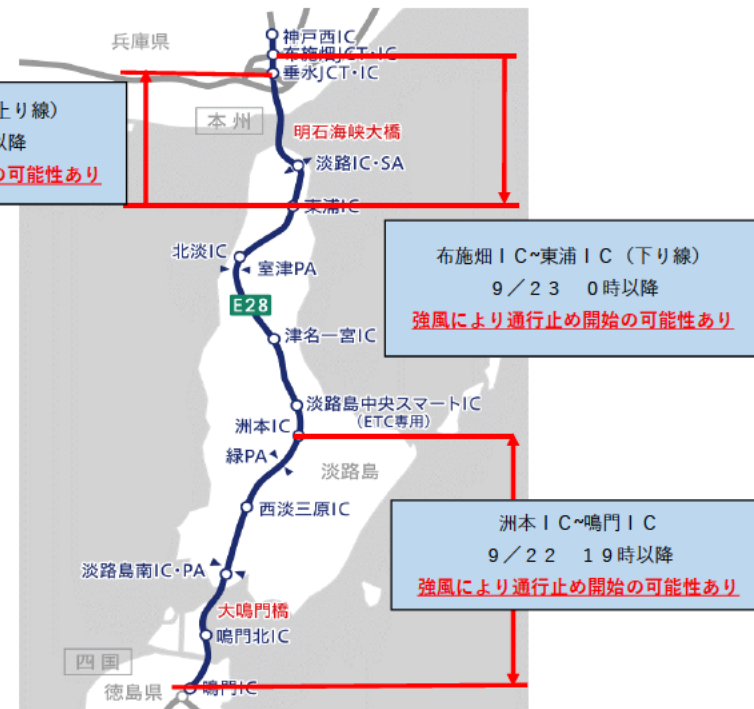 兵庫県
神戸西IC
布施畑JCT・IC
垂水JCT・IC
上り線）
以降
の可能性あり
本州
明石海峡大橋
淡路IC・SA
東浦IC
北淡IC
室津PA
布施畑ＩＣ~東浦ＩＣ（下り線）
９／２３　０時以降
強風により通行止め開始の可能性あり
E28
津名一宮IC
淡路島中央スマートIC
（ETC専用）
洲本IC
緑PA
淡路島
西淡三原IC
洲本ＩＣ~鳴門ＩＣ
９／２２　１９時以降
強風により通行止め開始の可能性あり
淡路島南IC・PA
大鳴門橋
鳴門北IC
四国
徳島県
鳴門IC